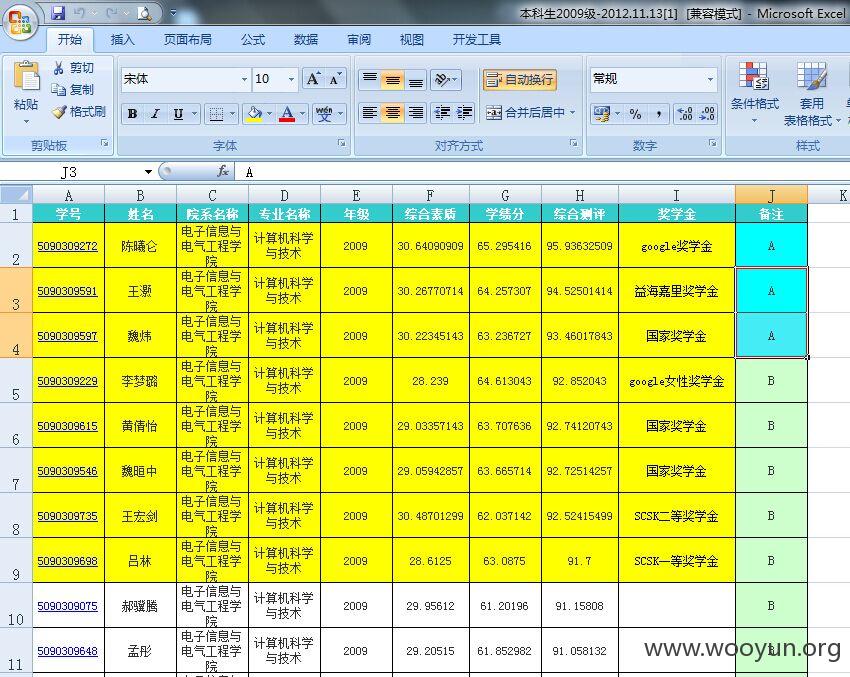 本科生2009级-2012.11.13[1] [兼容模式] - Microsoft Excel
开始 插入 页面布局 公式 数据 审阅 视图 开发工具
粘贴 剪切 复制 格式刷 剪贴板
宋体 10 A A B I U A wén 文 字体
自动换行 合并后居中 对齐方式
常规 % , 数字
条件格式 套用 表格格式 样式
J3 fx A
A B C D E F G H I J K
1 学号 姓名 院系名称 专业名称 年级 综合素质 学绩分 综合测评 奖学金 备注
2 5090309272 陈曦仑 电子信息与电气工程学院 计算机科学与技术 2009 30.64090909 65.295416 95.93632509 google奖学金 A
3 5090309591 王灏 电子信息与电气工程学院 计算机科学与技术 2009 30.26770714 64.257307 94.52501414 益海嘉里奖学金 A
4 5090309597 魏炜 电子信息与电气工程学院 计算机科学与技术 2009 30.22345143 63.236727 93.46017843 国家奖学金 A
5 5090309229 李梦璐 电子信息与电气工程学院 计算机科学与技术 2009 28.239 64.613043 92.852043 google女性奖学金 B
6 5090309615 黄倩怡 电子信息与电气工程学院 计算机科学与技术 2009 29.03357143 63.707636 92.74120743 国家奖学金 B
7 5090309546 魏晅中 电子信息与电气工程学院 计算机科学与技术 2009 29.05942857 63.665714 92.72514257 国家奖学金 B
8 5090309735 王宏剑 电子信息与电气工程学院 计算机科学与技术 2009 30.48701299 62.037142 92.52415499 SCSK二等奖学金 B
9 5090309698 吕林 电子信息与电气工程学院 计算机科学与技术 2009 28.6125 63.0875 91.7 SCSK一等奖学金 B
10 5090309075 郝骥腾 电子信息与电气工程学院 计算机科学与技术 2009 29.95612 61.20196 91.15808 B
11 5090309648 孟彤 电子信息与电气工程学院 计算机科学与技术 2009 29.20515 61.852982 91.058132 B
www.wooyun.org